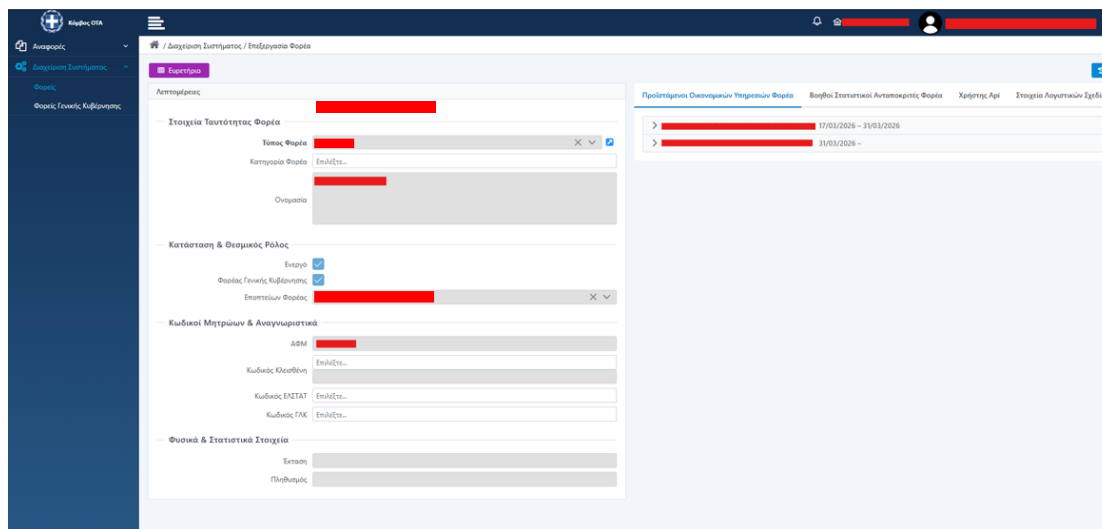 Κόμβος ΟΤΑ
Αναφορές
/ Διαχείριση Συστήματος / Επεξεργασία Φορέα
Διαχείριση Συστήματος
Φορείς
Φορείς Γενικής Κυβέρνησης
Ευρετήριο
Λεπτομέρειες
Στοιχεία Ταυτότητας Φορέα
Τύπος Φορέα
Κατηγορία Φορέα Επιλέξτε...
Ονομασία
Κατάσταση & Θεσμικός Ρόλος
Ενεργό
Φορέας Γενικής Κυβέρνησης
Εποπτεύων Φορέας
Κωδικοί Μητρώων & Αναγνωριστικά
ΑΦΜ
Επιλέξτε...
Κωδικός Κλεισθένη
Κωδικός ΕΛΣΤΑΤ Επιλέξτε...
Κωδικός ΓΛΚ Επιλέξτε...
Φυσικά & Στατιστικά Στοιχεία
Έκταση
Πληθυσμός
Προϊστάμενοι Οικονομικών Υπηρεσιών Φορέα Βοηθοί Στατιστικοί Ανταποκριτές Φορέα Χρήστης Api Στοιχεία Λογιστικών Σχεδί
17/03/2026 – 31/03/2026
31/03/2026 –